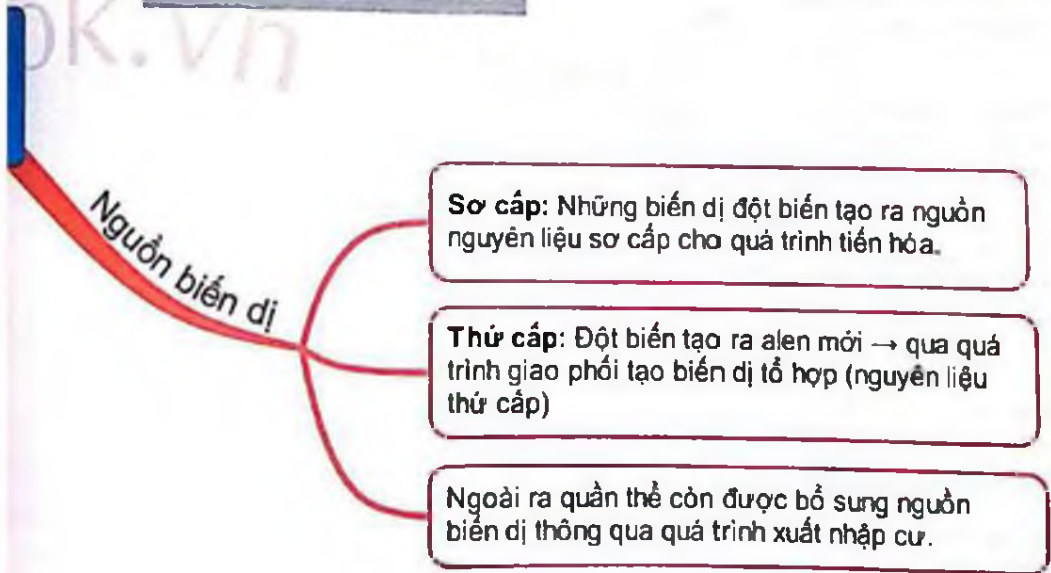 ok.vn
Nguồn biến dị
Sơ cấp: Những biến dị đột biến tạo ra nguồn
nguyên liệu sơ cấp cho quá trình tiến hóa.
Thứ cấp: Đột biến tạo ra alen mới → qua quá
trình giao phối tạo biến dị tổ hợp (nguyên liệu
thứ cấp)
Ngoài ra quần thể còn được bổ sung nguồn
biến dị thông qua quá trình xuất nhập cư.